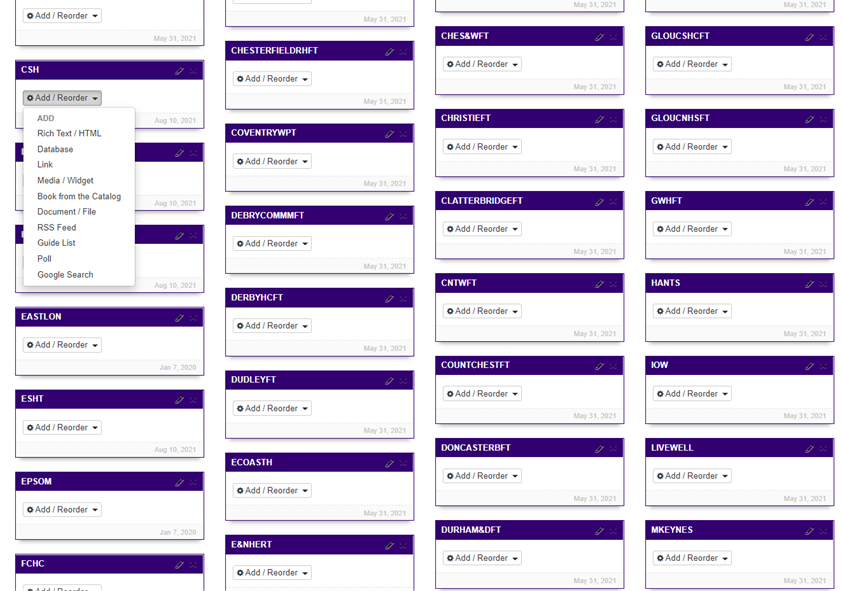 Add / Reorder
May 31, 2021
CSH
Add / Reorder
Aug 10, 2021
ADD
Rich Text / HTML
Database
Link
Media / Widget
Book from the Catalog
Document / File
RSS Feed
Guide List
Poll
Google Search
Aug 10, 2021
Aug 10, 2021
EASTLON
Add / Reorder
Jan 7, 2020
ESHT
Add / Reorder
Aug 10, 2021
EPSOM
Add / Reorder
Jan 7, 2020
FCHC
Add / Reorder
May 31, 2021
CHESTERFIELDRHFT
Add / Reorder
May 31, 2021
COVENTRYWPT
Add / Reorder
May 31, 2021
DEBRYCOMMMFT
Add / Reorder
May 31, 2021
DERBYHCFT
Add / Reorder
May 31, 2021
DUDLEYFT
Add / Reorder
May 31, 2021
ECOASTH
Add / Reorder
May 31, 2021
E&NHERT
Add / Reorder
May 31, 2021
CHES&WFT
Add / Reorder
May 31, 2021
CHRISTIEFT
Add / Reorder
May 31, 2021
CLATTERBRIDGEFT
Add / Reorder
May 31, 2021
CNTWFT
Add / Reorder
May 31, 2021
COUNTCHESTFT
Add / Reorder
May 31, 2021
DONCASTERBFT
Add / Reorder
May 31, 2021
DURHAM&DFT
Add / Reorder
May 31, 2021
May 31, 2021
GLOUCSHCFT
Add / Reorder
May 31, 2021
GLOUCNHSFT
Add / Reorder
May 31, 2021
GWHFT
Add / Reorder
May 31, 2021
HANTS
Add / Reorder
May 31, 2021
IOW
Add / Reorder
May 31, 2021
LIVEWELL
Add / Reorder
May 31, 2021
MKEYNES
Add / Reorder
May 31, 2021